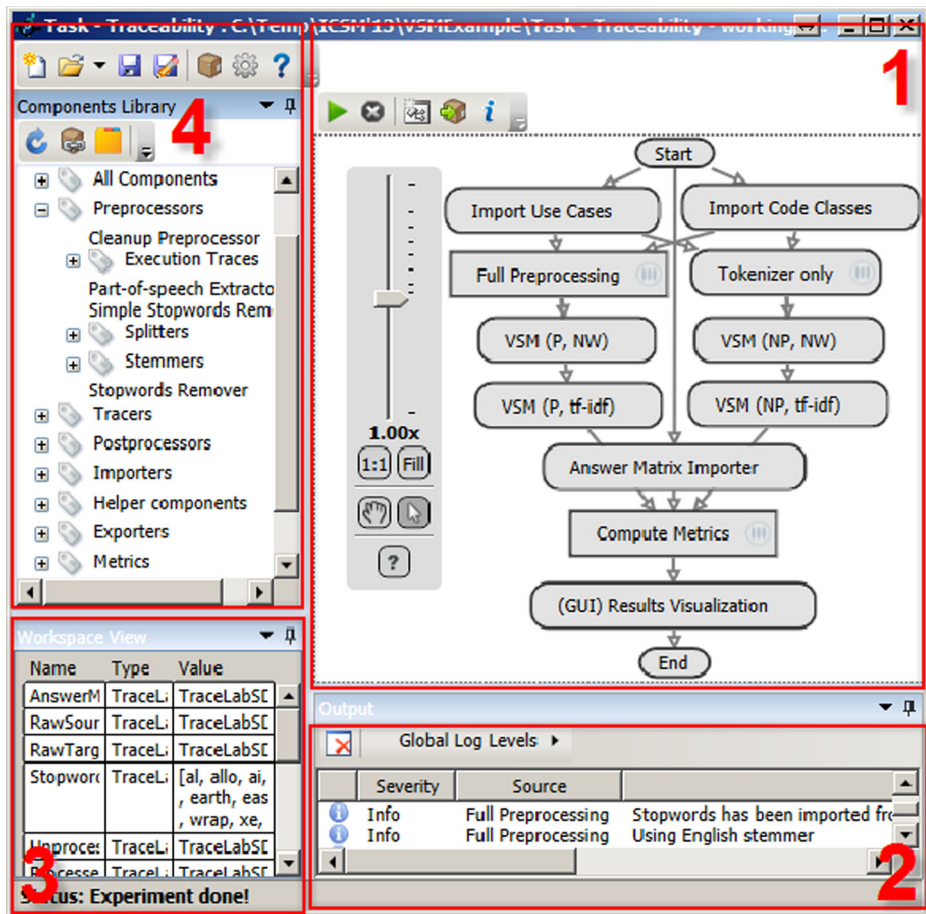 Task - Traceability : C:\Temp\ICSM'13\VSMExample\Task - Traceability - working
1
?
Components Library
4
i
All Components
Preprocessors
Cleanup Preprocessor
Execution Traces
Part-of-speech Extracto
Simple Stopwords Rem
Splitters
Stemmers
Stopwords Remover
Tracers
Postprocessors
Importers
Helper components
Exporters
Metrics
1.00x
1:1 Fill
?
Start
Import Use Cases
Import Code Classes
Full Preprocessing
Tokenizer only
VSM (P, NW)
VSM (NP, NW)
VSM (P, tf-idf)
VSM (NP, tf-idf)
Answer Matrix Importer
Compute Metrics
(GUI) Results Visualization
End
Workspace View
Name Type Value
AnswerM TraceLa TraceLabSD
RawSour TraceLa TraceLabSD
RawTarg TraceLa TraceLabSD
Stopword TraceLa [al, allo, ai,
, earth, eas
, wrap, xe,
Unproces TraceLa TraceLabSD
Processe TraceLa TraceLabSD
3
Status: Experiment done!
Output
Global Log Levels
Severity Source
Info Full Preprocessing Stopwords has been imported fro
Info Full Preprocessing Using English stemmer
2